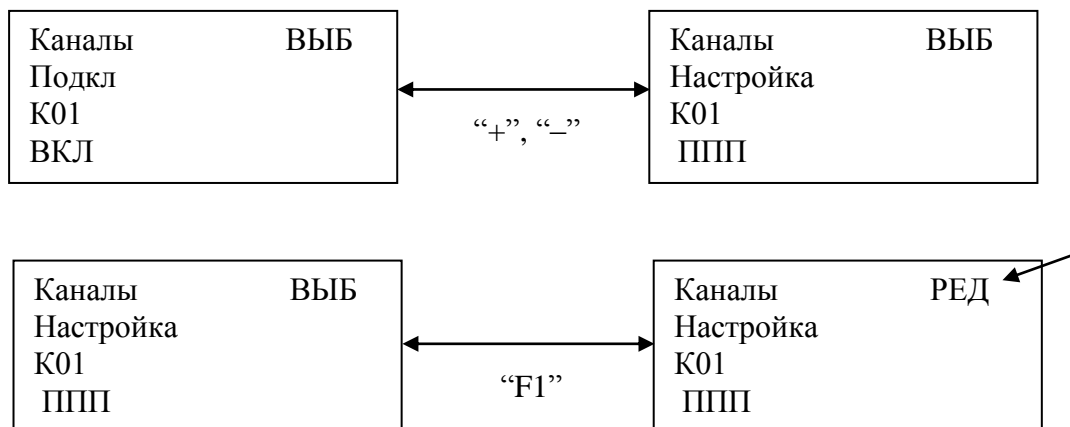 Каналы ВЫБ
Подкл
К01
ВКЛ
“+”, “–”
Каналы ВЫБ
Настройка
К01
ППП
Каналы ВЫБ
Настройка
К01
ППП
“F1”
Каналы РЕД
Настройка
К01
ППП